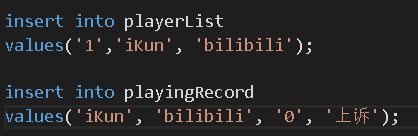 insert into playerList
values('1','iKun', 'bilibili');
insert into playingRecord
values('iKun', 'bilibili', '0', '上诉');